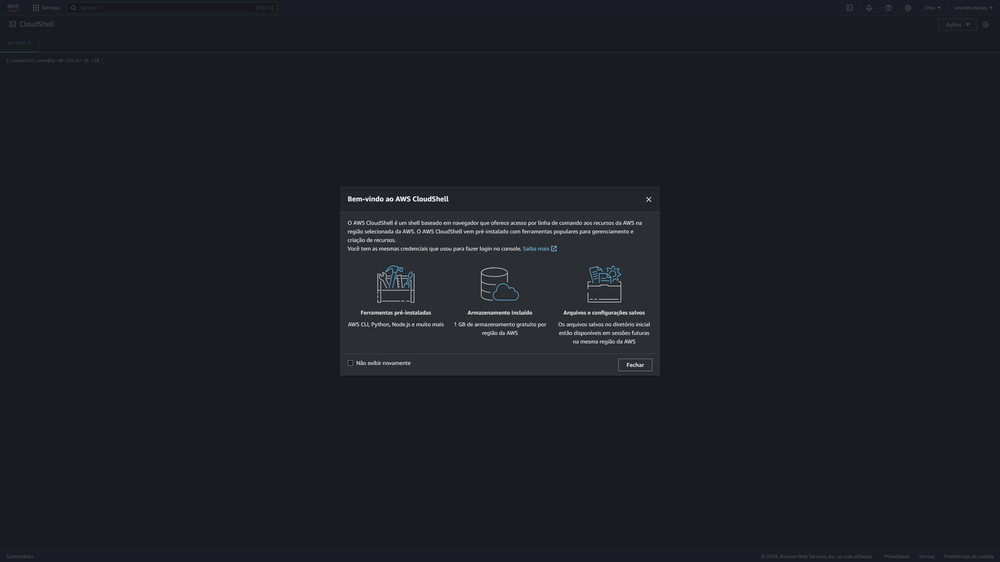 aws
Serviços
Search
[Alt+S]
Ohio
orlando.marley
CloudShell
Ações
us-east-2
[cloudshell-user@ip-10-134-67-15 ~]$
Bem-vindo ao AWS CloudShell
O AWS CloudShell é um shell baseado em navegador que oferece acesso por linha de comando aos recursos da AWS na
região selecionada da AWS. O AWS CloudShell vem pré-instalado com ferramentas populares para gerenciamento e
criação de recursos.
Você tem as mesmas credenciais que usou para fazer login no console. Saiba mais
Ferramentas pré-instaladas
AWS CLI, Python, Node.js e muito mais
Armazenamento incluído
1 GB de armazenamento gratuito por
região da AWS
Arquivos e configurações salvos
Os arquivos salvos no diretório inicial
estão disponíveis em sessões futuras
na mesma região da AWS
Não exibir novamente
Fechar
Comentários
© 2024, Amazon Web Services, Inc. ou suas afiliadas.
Privacidade
Termos
Preferências de cookies